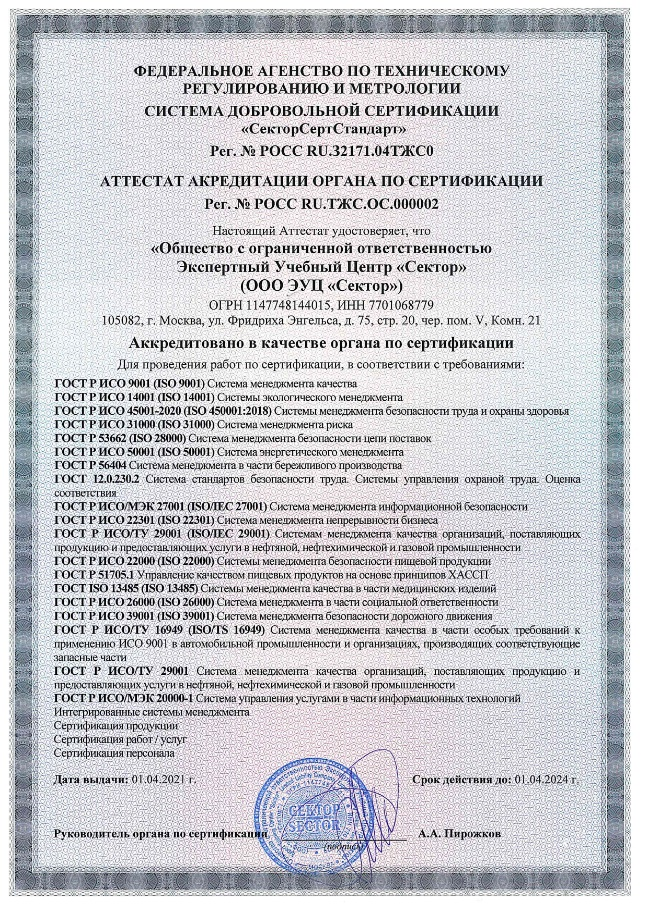 ФЕДЕРАЛЬНОЕ АГЕНСТВО ПО ТЕХНИЧЕСКОМУ
РЕГУЛИРОВАНИЮ И МЕТРОЛОГИИ
СИСТЕМА ДОБРОВОЛЬНОЙ СЕРТИФИКАЦИИ
«СекторСертСтандарт»
Рег. № РОСС RU.32171.04ТЖС0
АТТЕСТАТ АКРЕДИТАЦИИ ОРГАНА ПО СЕРТИФИКАЦИИ
Рег. № РОСС RU.ТЖС.ОС.000002
Настоящий Аттестат удостоверяет, что
«Общество с ограниченной ответственностью
Экспертный Учебный Центр «Сектор»
(ООО ЭУЦ «Сектор»)
ОГРН 1147748144015, ИНН 7701068779
105082, г. Москва, ул. Фридриха Энгельса, д. 75, стр. 20, чер. пом. V, Комн. 21
Аккредитовано в качестве органа по сертификации
Для проведения работ по сертификации, в соответствии с требованиями:
ГОСТ Р ИСО 9001 (ISO 9001) Система менеджмента качества
ГОСТ Р ИСО 14001 (ISO 14001) Системы экологического менеджмента
ГОСТ Р ИСО 45001-2020 (ISO 450001:2018) Системы менеджмента безопасности труда и охраны здоровья
ГОСТ Р ИСО 31000 (ISO 31000) Система менеджмента риска
ГОСТ Р 53662 (ISO 28000) Система менеджмента безопасности цепи поставок
ГОСТ Р ИСО 50001 (ISO 50001) Система энергетического менеджмента
ГОСТ Р 56404 Система менеджмента в части бережливого производства
ГОСТ 12.0.230.2 Система стандартов безопасности труда. Системы управления охраной труда. Оценка
соответствия
ГОСТ Р ИСО/МЭК 27001 (ISO/IEC 27001) Система менеджмента информационной безопасности
ГОСТ Р ИСО 22301 (ISO 22301) Система менеджмента непрерывности бизнеса
ГОСТ Р ИСО/ТУ 29001 (ISO/IEC 29001) Системам менеджмента качества организаций, поставляющих
продукцию и предоставляющих услуги в нефтяной, нефтехимической и газовой промышленности
ГОСТ Р ИСО 22000 (ISO 22000) Системы менеджмента безопасности пищевой продукции
ГОСТ Р 51705.1 Управление качеством пищевых продуктов на основе принципов ХАССП
ГОСТ ISO 13485 (ISO 13485) Системы менеджмента качества в части медицинских изделий
ГОСТ Р ИСО 26000 (ISO 26000) Система менеджмента в части социальной ответственности
ГОСТ Р ИСО 39001 (ISO 39001) Система менеджмента безопасности дорожного движения
ГОСТ Р ИСО/ТУ 16949 (ISO/TS 16949) Система менеджмента качества в части особых требований к
применению ИСО 9001 в автомобильной промышленности и организациях, производящих соответствующие
запасные части
ГОСТ Р ИСО/ТУ 29001 Система менеджмента качества организаций, поставляющих продукцию и
предоставляющих услуги в нефтяной, нефтехимической и газовой промышленности
ГОСТ Р ИСО/МЭК 20000-1 Система управления услугами в части информационных технологий
Интегрированные системы менеджмента
Сертификация продукции
Сертификация работ / услуг
Сертификация персонала
Дата выдачи: 01.04.2021 г. Срок действия до: 01.04.2024 г.
СЕКТОР
SECTOR
Руководитель органа по сертификации А.А. Пирожков
(подпись)